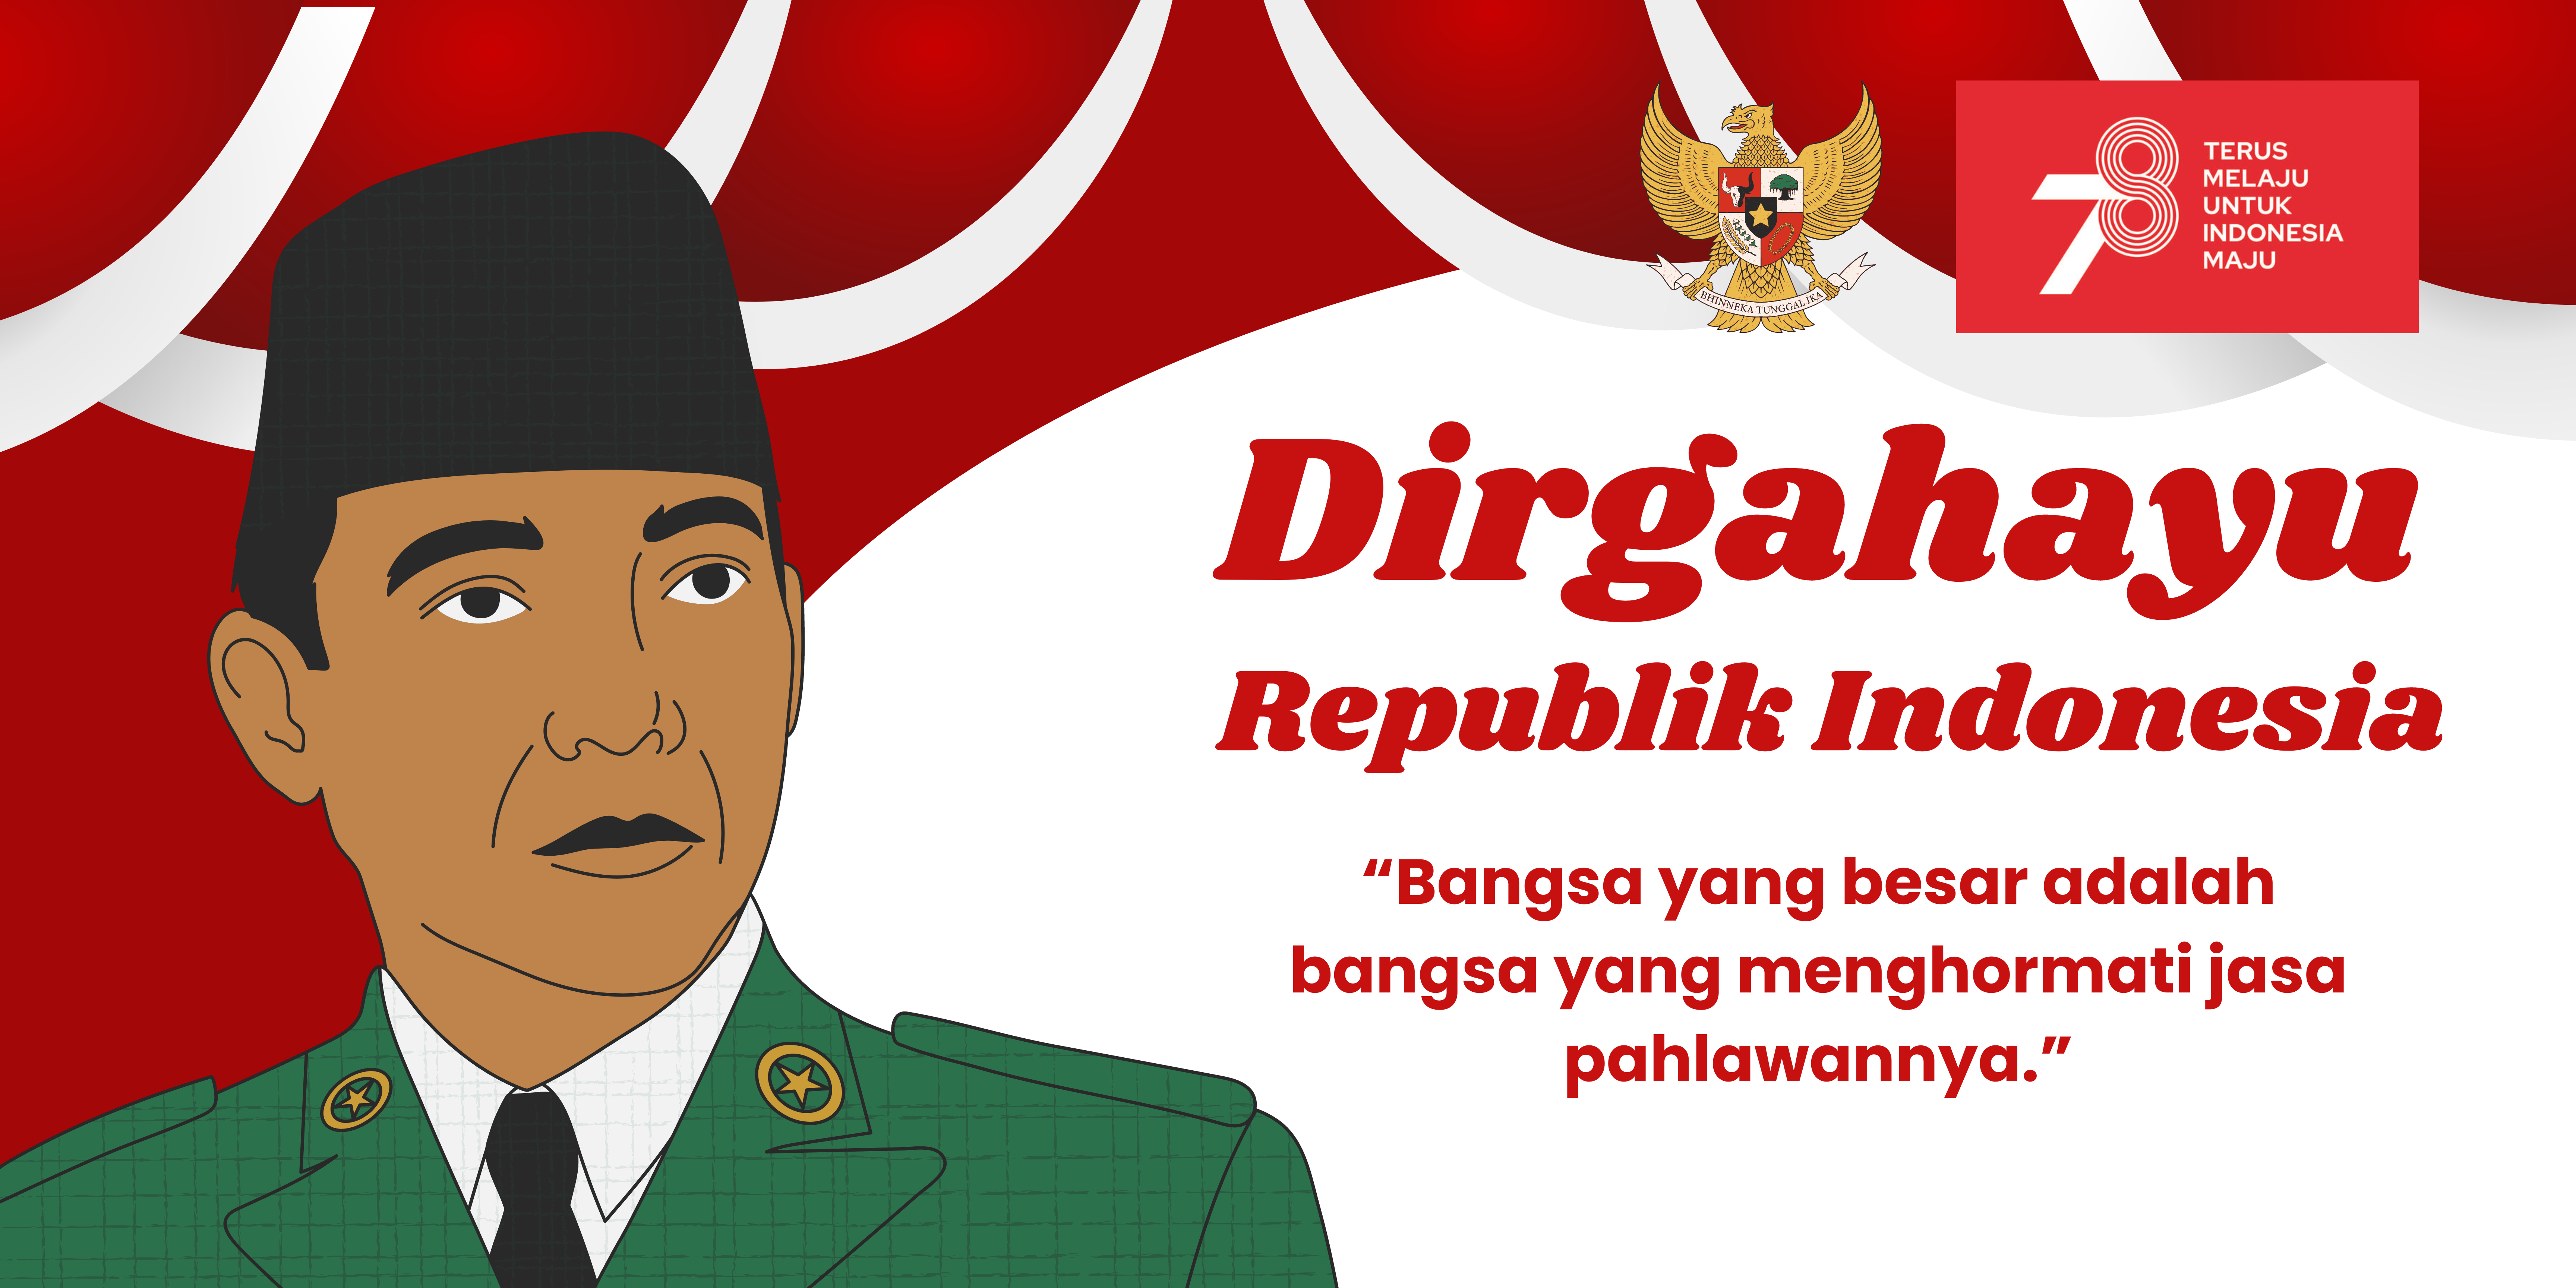 BHINNEKA TUNGGAL IKA
78
TERUS
MELAJU
UNTUK
INDONESIA
MAJU
Dirgahayu
Republik Indonesia
“Bangsa yang besar adalah
bangsa yang menghormati jasa
pahlawannya.”